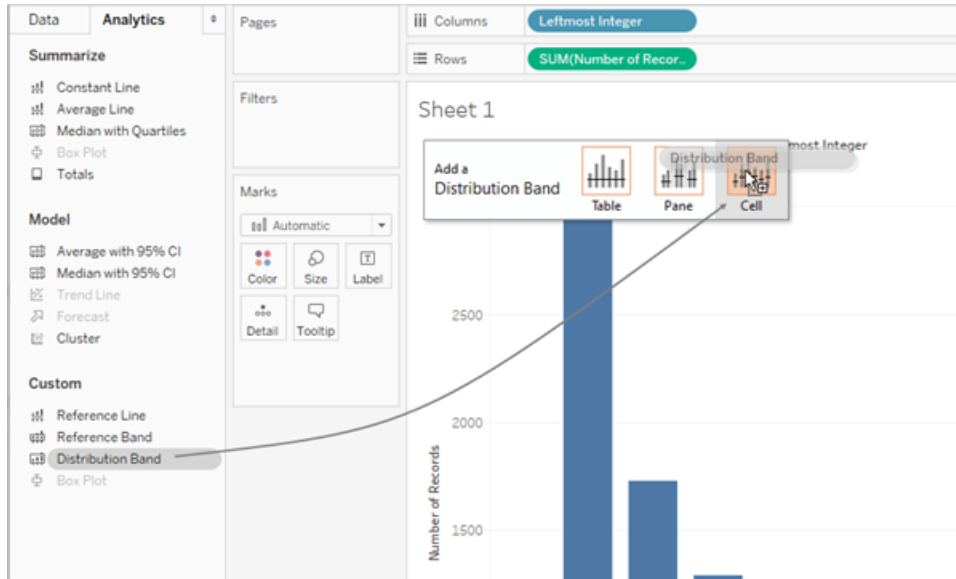 Data
Analytics
Summarize
Constant Line
Average Line
Median with Quartiles
Box Plot
Totals
Model
Average with 95% CI
Median with 95% CI
Trend Line
Forecast
Cluster
Custom
Reference Line
Reference Band
Distribution Band
Box Plot
Pages
Filters
Marks
Automatic
Color
Size
Label
Detail
Tooltip
Columns
Leftmost Integer
Rows
SUM(Number of Recor..
Sheet 1
most Integer
Distribution Band
Add a
Distribution Band
Table
Pane
Cell
2500
2000
1500
Number of Records